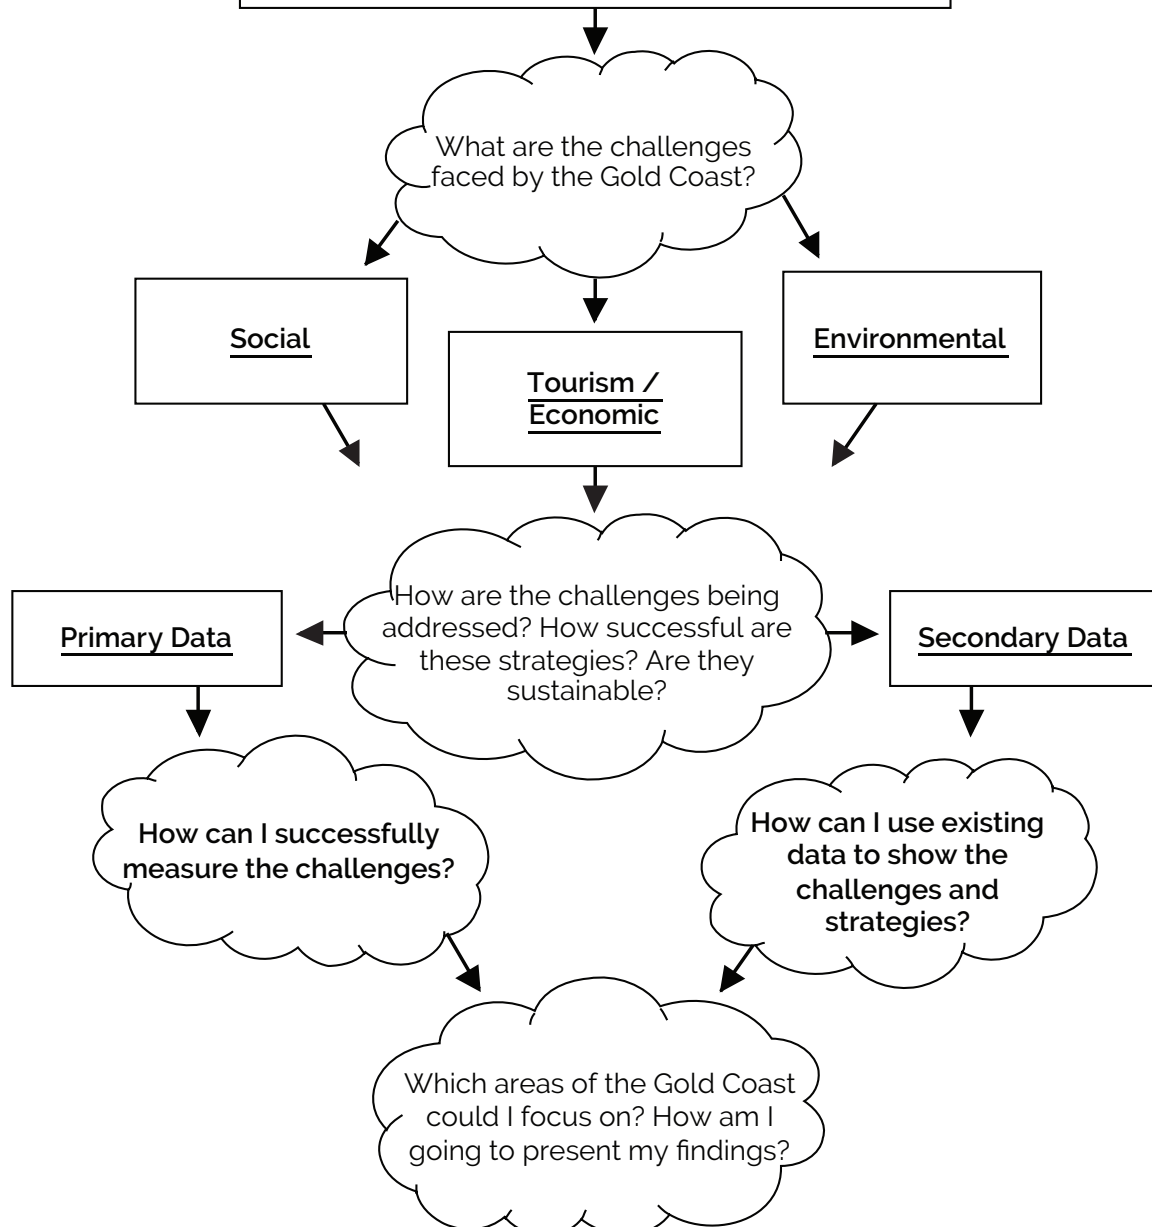 What are the challenges
faced by the Gold Coast?
Social
Tourism /
Economic
Environmental
How are the challenges being
addressed? How successful are
these strategies? Are they
sustainable?
Primary Data
Secondary Data
How can I successfully
measure the challenges?
How can I use existing
data to show the
challenges and
strategies?
Which areas of the Gold Coast
could I focus on? How am I
going to present my findings?